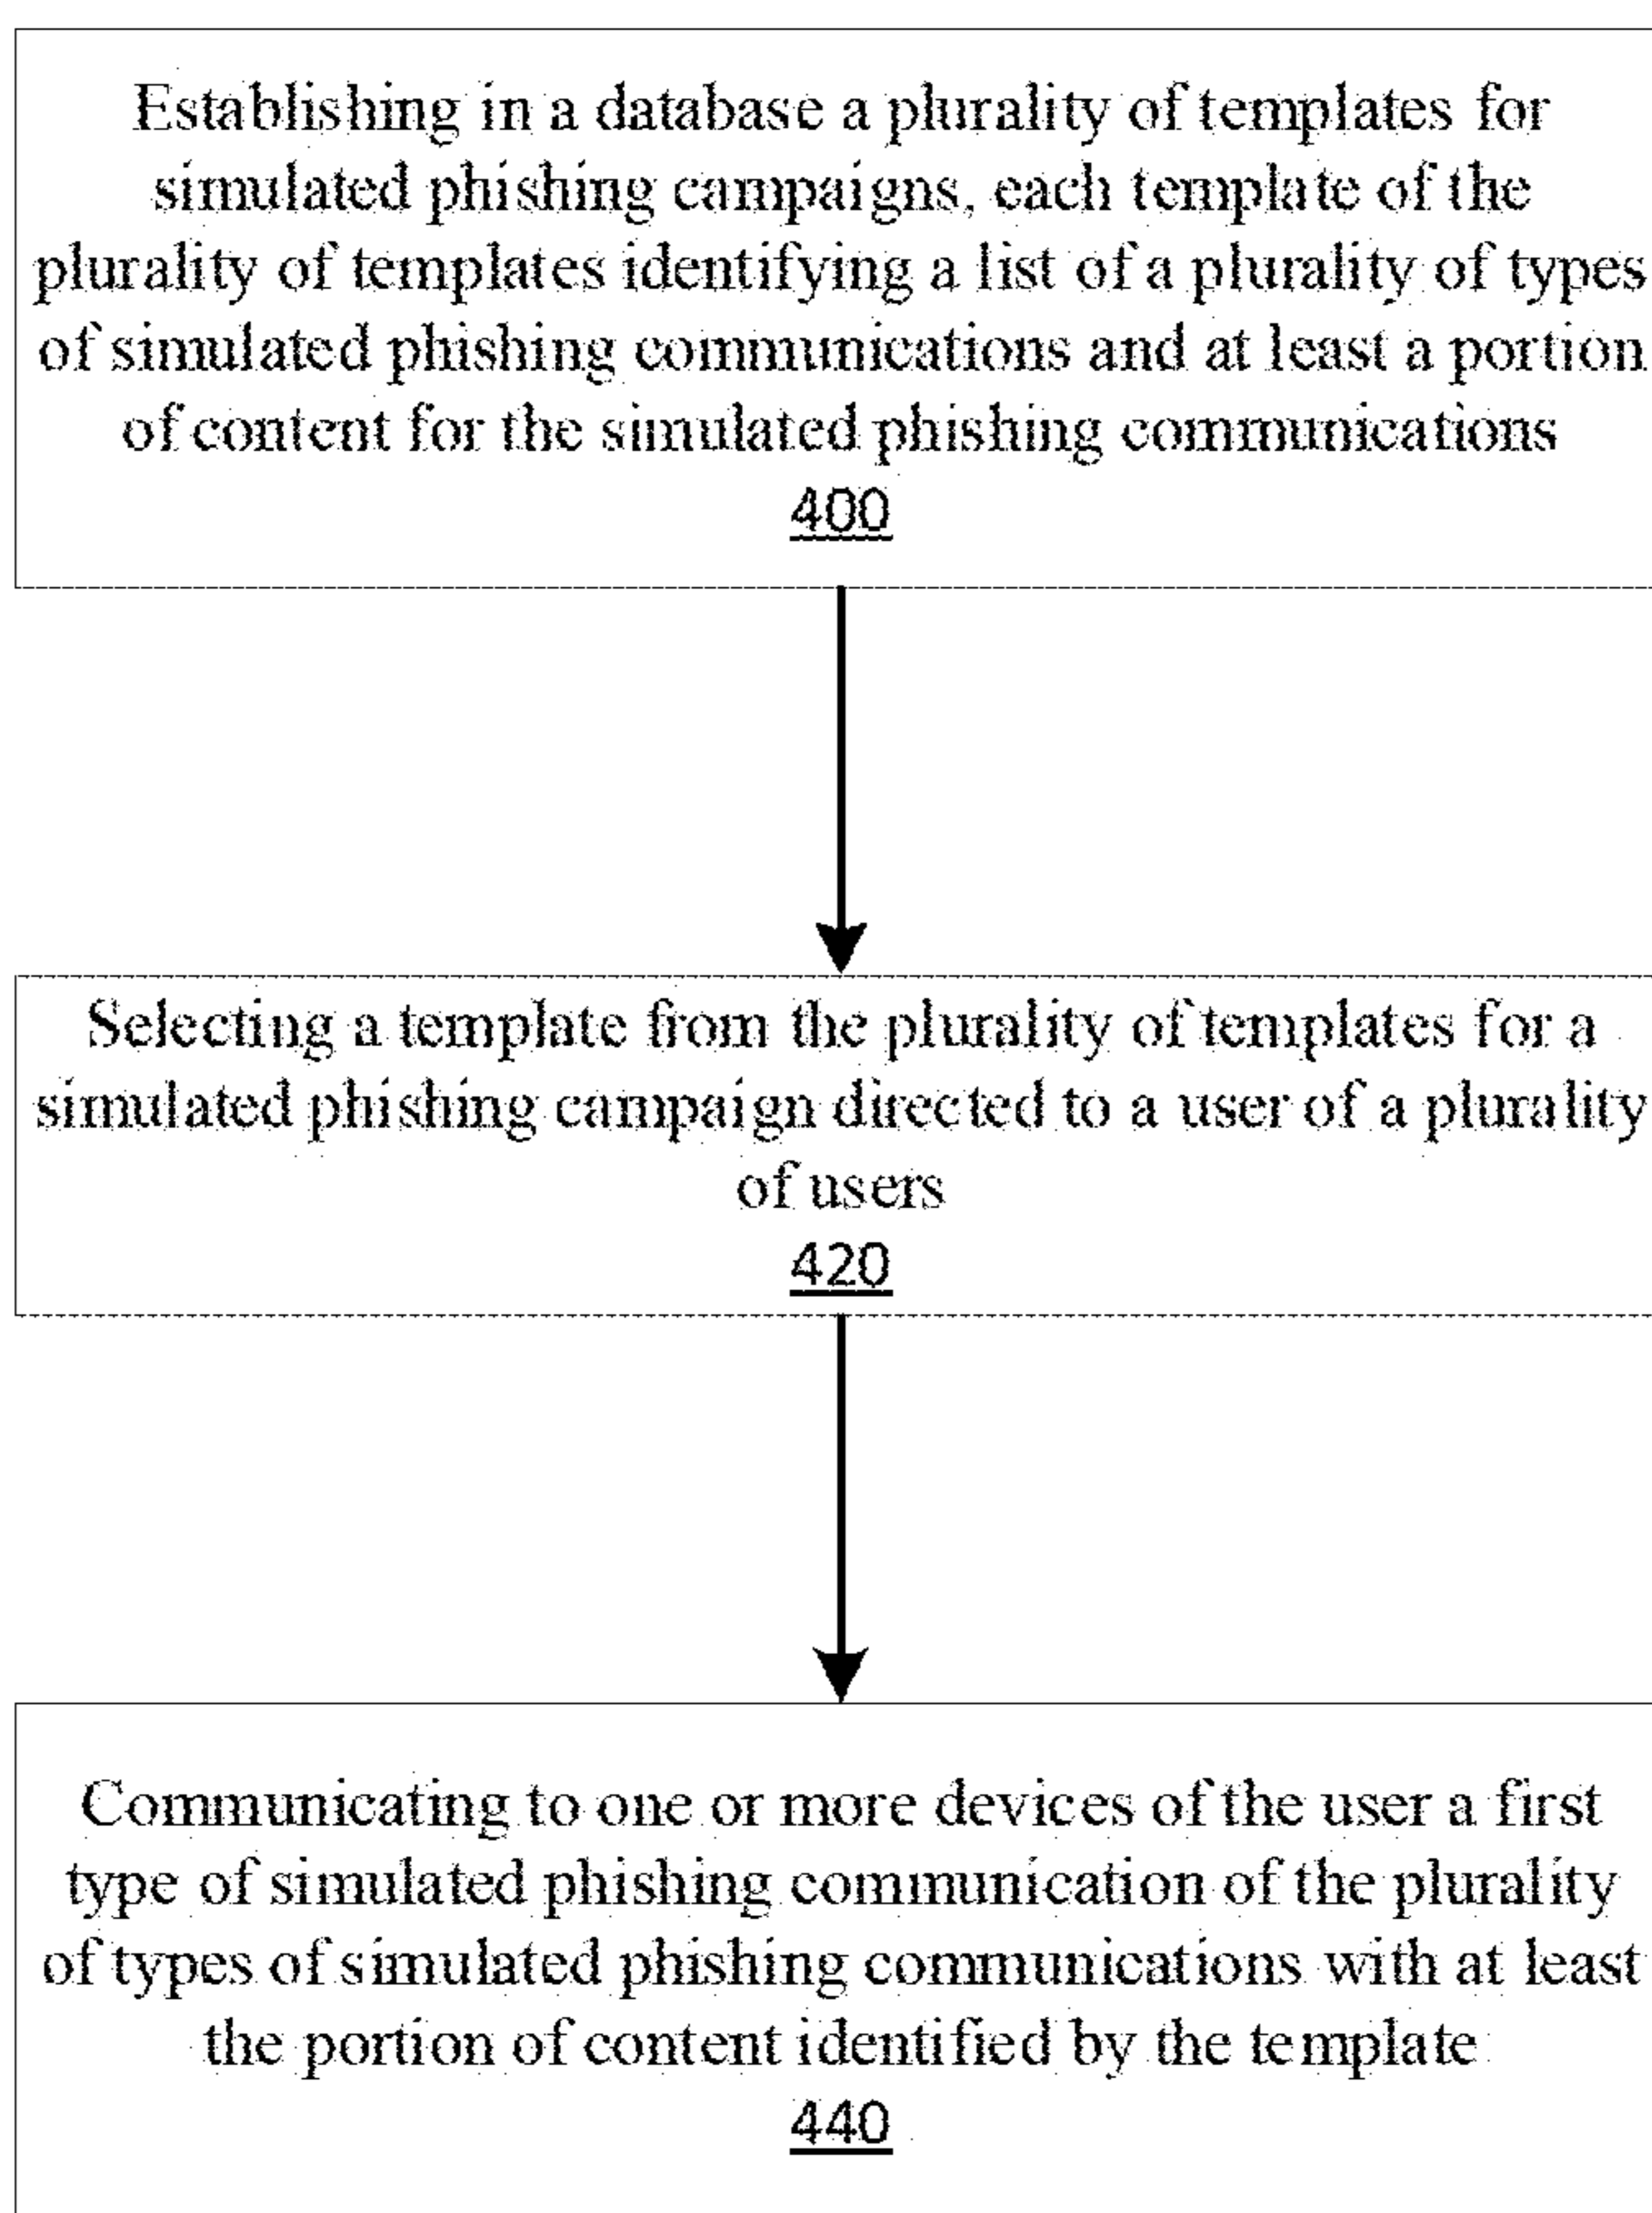 Establishing in a database a plurality of templates for
simulated phishing campaigns, each template of the
plurality of templates identifying a list of a plurality of types
of simulated phishing communications and at least a portion
of content for the simulated phishing communications
400
Selecting a template from the plurality of templates for a
simulated phishing campaign directed to a user of a plurality
of users
420
Communicating to one or more devices of the user a first
type of simulated phishing communication of the plurality
of types of simulated phishing communications with at least
the portion of content identified by the template
440